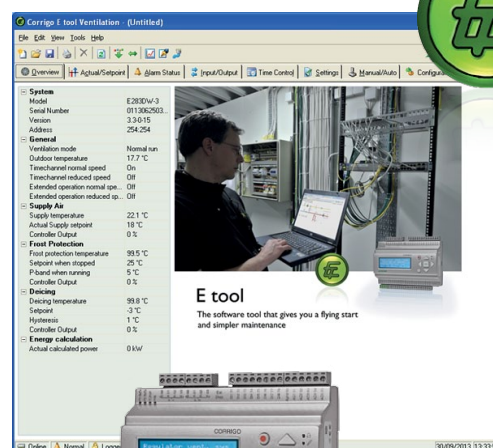 Corrigo E tool Ventilation - (Untitled)
File Edit View Tools Help
Overview Actual/Setpoint Alarm Status Input/Output Time Control Settings Manual/Auto
System
Model E283DW-3
Serial Number 0113062503...
Version 3.3-0-15
Address 254:254
General
Ventilation mode Normal run
Outdoor temperature 17.7 °C
Timechannel normal speed On
Timechannel reduced speed Off
Extended operation normal spe... Off
Extended operation reduced sp... Off
Supply Air
Supply temperature 22.1 °C
Actual Supply setpoint 18 °C
Controller Output 0 %
Frost Protection
Frost protection temperature 99.5 °C
Setpoint when stopped 25 °C
P-band when running 5 °C
Controller Output 0 %
Deicing
Deicing temperature 99.8 °C
Setpoint -3 °C
Hysteresis 1 °C
Controller Output 0 %
Energy calculation
Actual calculated power 0 kW
E tool
The software tool that gives you a flying start
and simpler maintenance
CORRIGO
Online Normal 30/09/2013